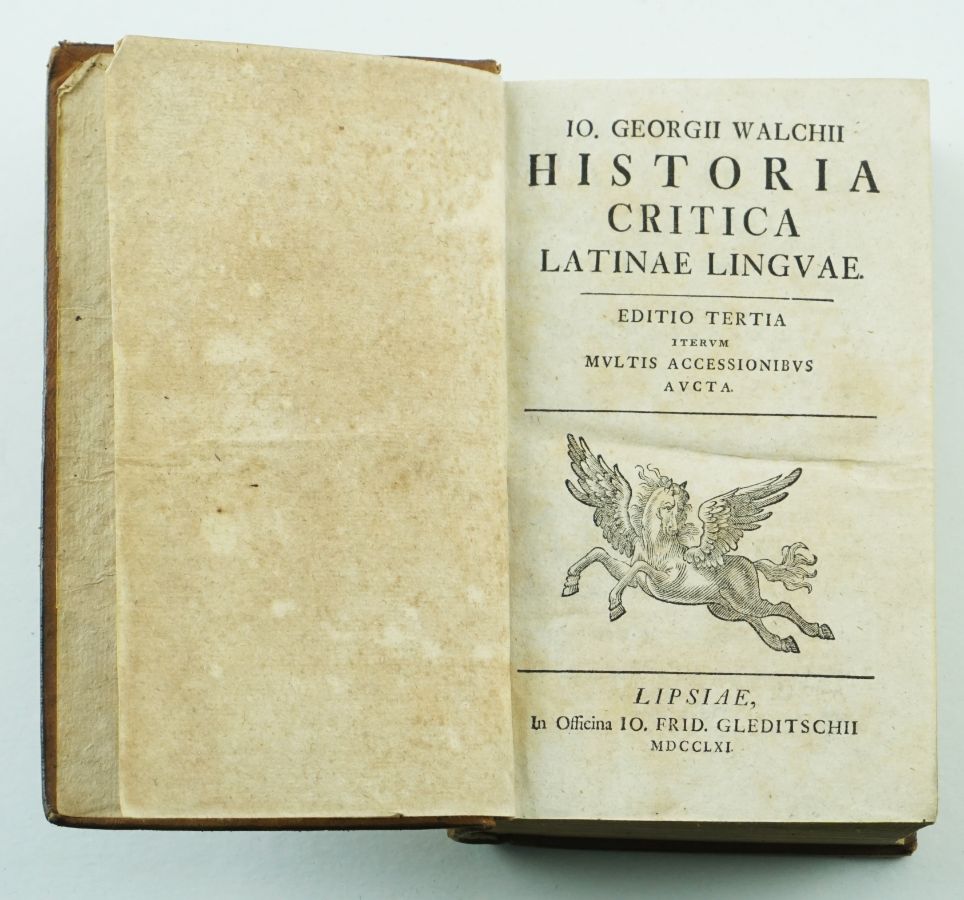 IO. GEORGII WALCHII
HISTORIA
CRITICA
LATINAE LINGVAE.
EDITIO TERTIA
ITERVM
MVLTIS ACCESSIONIBVS
AVCTA.
LIPSIAE,
In Officina IO. FRID. GLEDITSCHII
MDCCLXI.